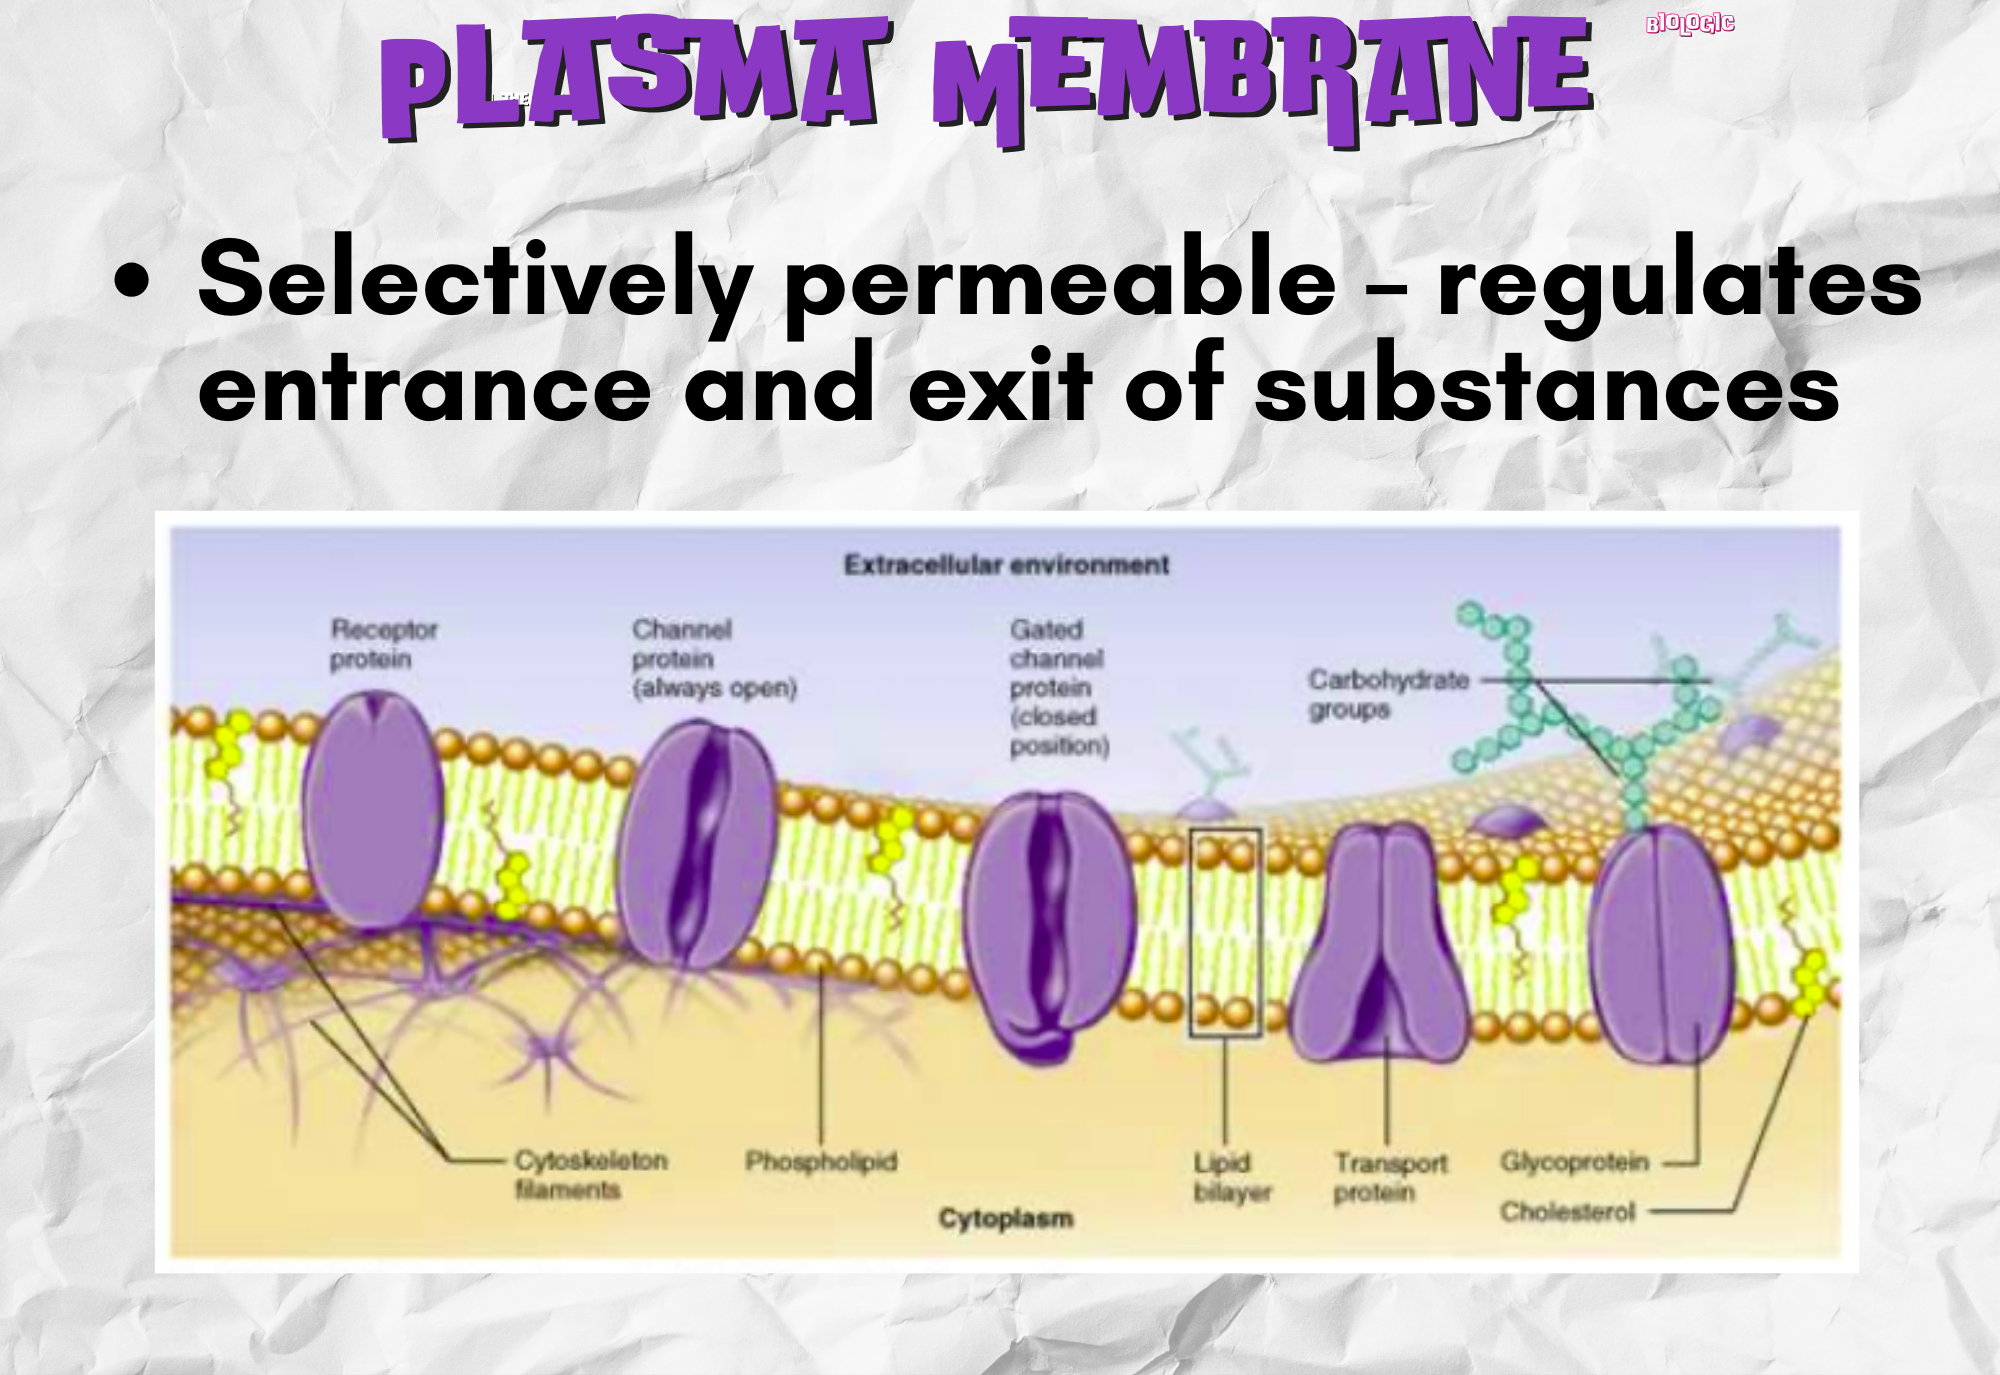 PLASMA MEMBRANE
BIOLOGIC
THE
• Selectively permeable – regulates
entrance and exit of substances
Extracellular environment
Receptor
protein
Channel
protein
(always open)
Gated
channel
protein
(closed
position)
Carbohydrate
groups
Cytoskeleton
filaments
Phospholipid
Lipid
bilayer
Transport
protein
Glycoprotein
Cholesterol
Cytoplasm